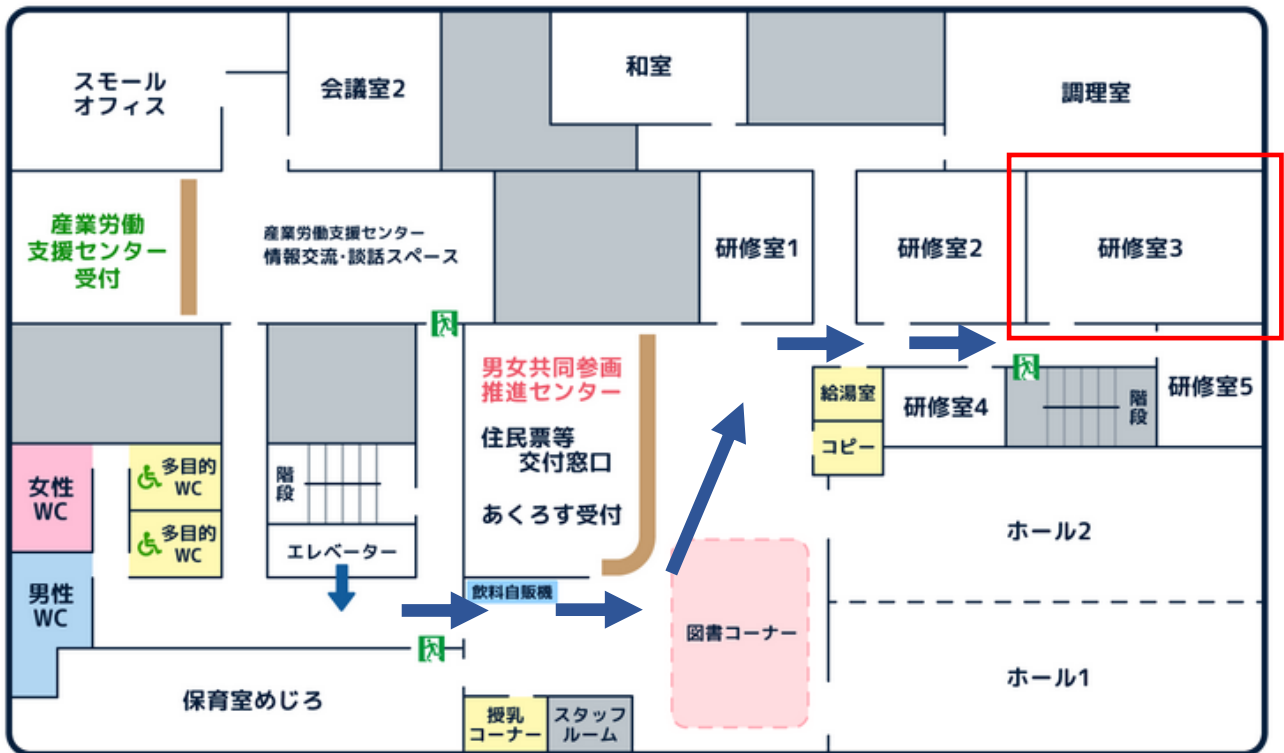 スモール
オフィス
会議室2
和室
調理室
産業労働
支援センター
受付
産業労働支援センター
情報交流・談話スペース
研修室1
研修室2
研修室3
男女共同参画
推進センター
住民票等
交付窓口
あくろす受付
給湯室
コピー
研修室4
階段
研修室5
女性
WC
多目的
WC
多目的
WC
男性
WC
階段
エレベーター
飲料自販機
図書コーナー
ホール2
ホール1
保育室めじろ
授乳
コーナー
スタッフ
ルーム